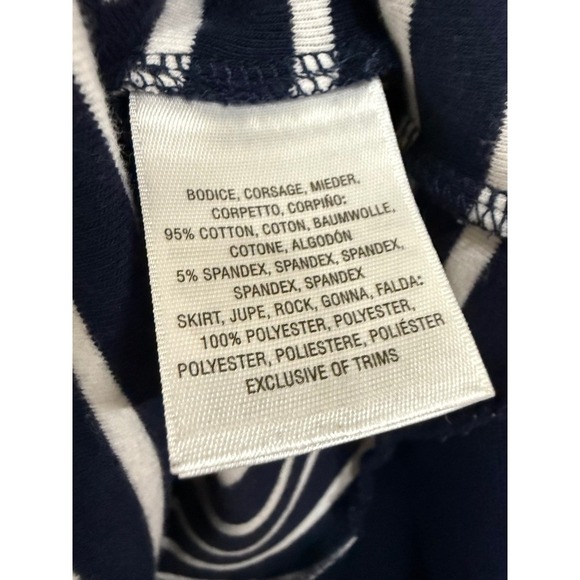 BODICE, CORSAGE, MIEDER,
CORPETTO, CORPIÑO:
95% COTTON, COTON, BAUMWOLLE,
COTONE, ALGODÓN
5% SPANDEX, SPANDEX, SPANDEX,
SPANDEX, SPANDEX
SKIRT, JUPE, ROCK, GONNA, FALDA:
100% POLYESTER, POLYESTER,
POLYESTER, POLIESTERE, POLIÉSTER
EXCLUSIVE OF TRIMS